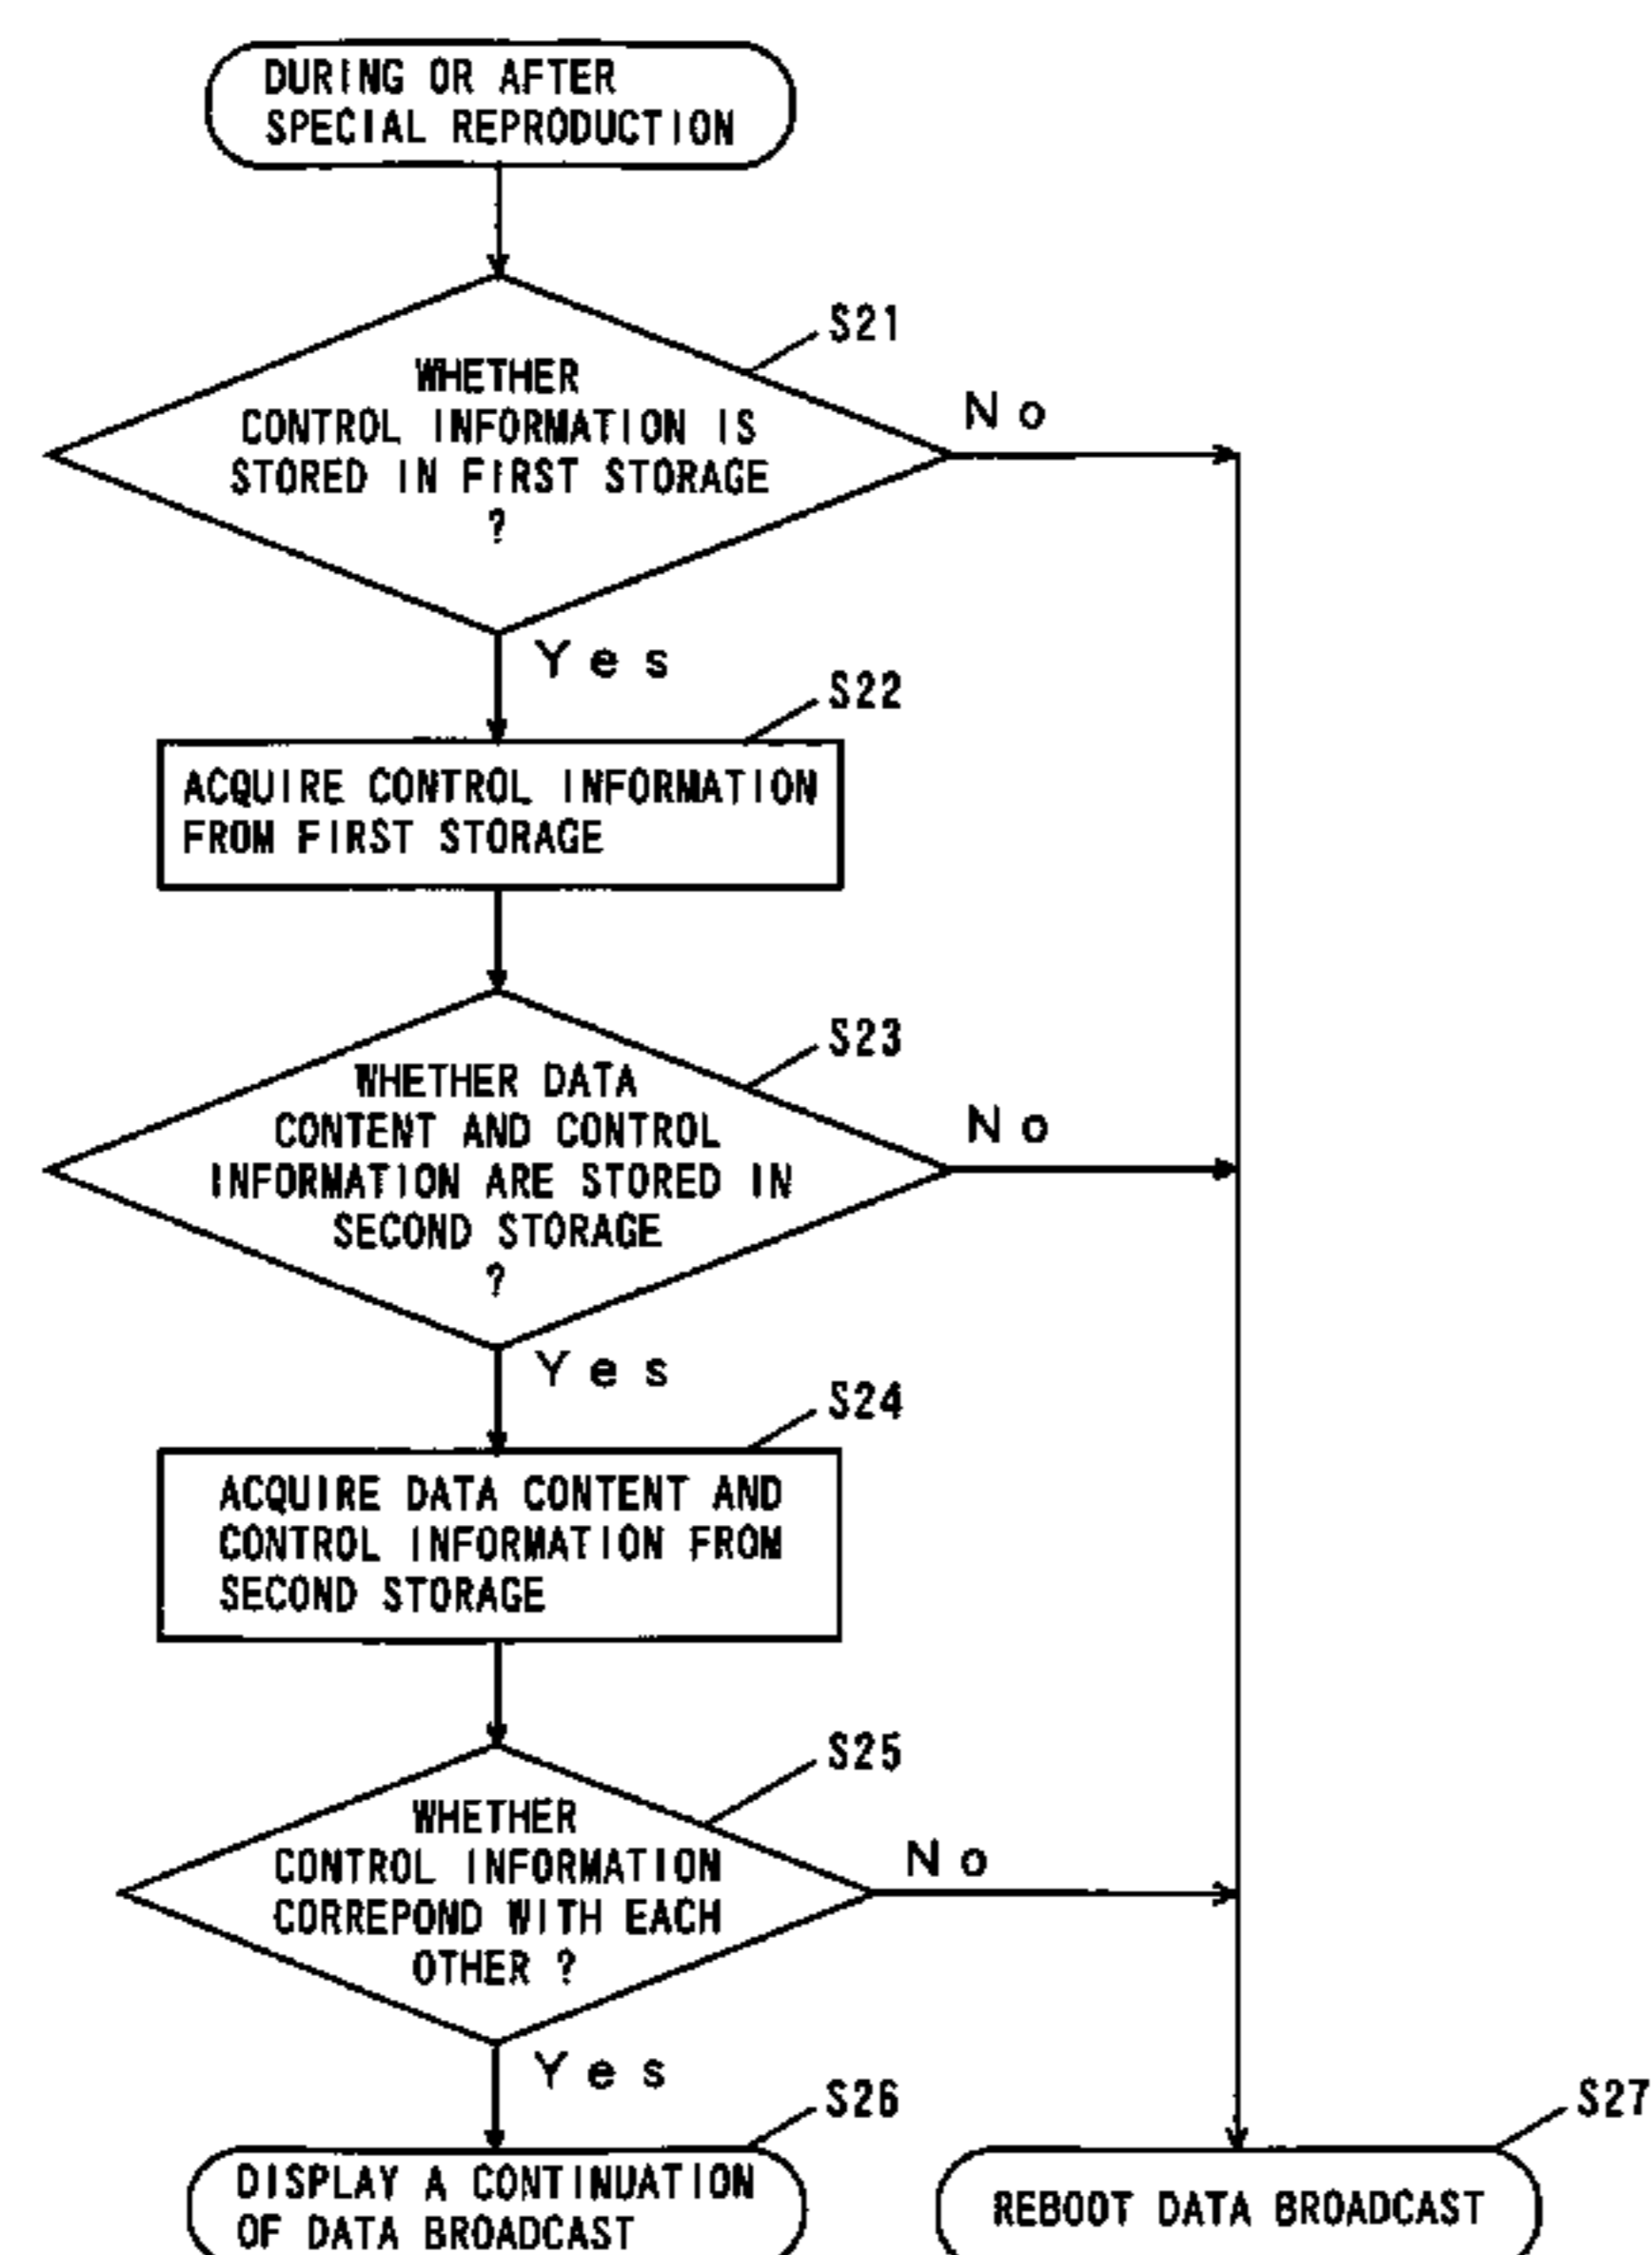 DURING OR AFTER
SPECIAL REPRODUCTION
S21
WHETHER
CONTROL INFORMATION IS
STORED IN FIRST STORAGE
?
No
Yes
S22
ACQUIRE CONTROL INFORMATION
FROM FIRST STORAGE
S23
WHETHER DATA
CONTENT AND CONTROL
INFORMATION ARE STORED IN
SECOND STORAGE
?
No
Yes
S24
ACQUIRE DATA CONTENT AND
CONTROL INFORMATION FROM
SECOND STORAGE
S25
WHETHER
CONTROL INFORMATION
CORREPOND WITH EACH
OTHER ?
No
Yes
S26
S27
DISPLAY A CONTINUATION
OF DATA BROADCAST
REBOOT DATA BROADCAST